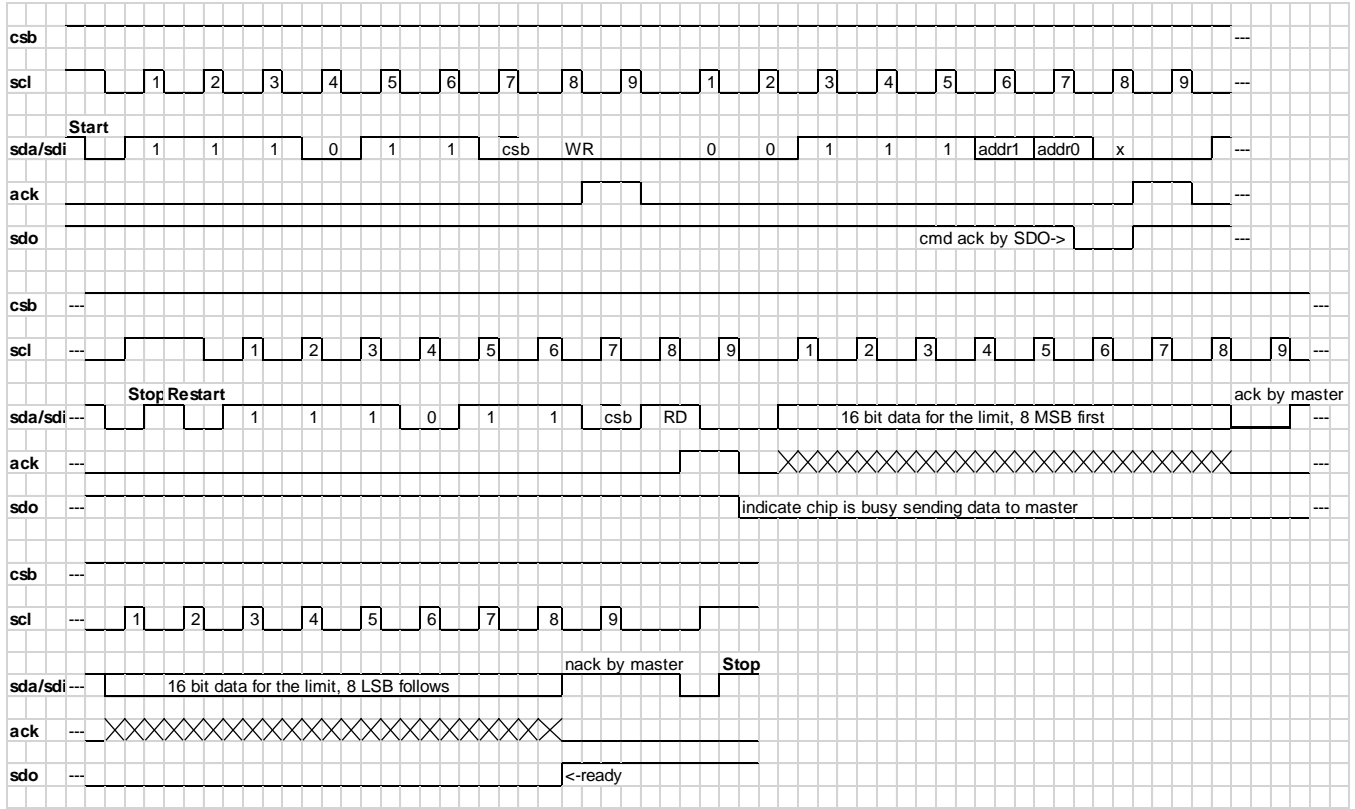 csb ---
scl 1 2 3 4 5 6 7 8 9 1 2 3 4 5 6 7 8 9 ---
Start
sda/sdi 1 1 1 0 1 1 csb WR 0 0 1 1 1 addr1 addr0 x ---
ack ---
sdo cmd ack by SDO-> ---
csb --- ---
scl --- 1 2 3 4 5 6 7 8 9 1 2 3 4 5 6 7 8 9 ---
Stop Restart ack by master
sda/sdi --- 1 1 1 0 1 1 csb RD 16 bit data for the limit, 8 MSB first ---
ack --- ---
sdo --- indicate chip is busy sending data to master ---
csb ---
scl --- 1 2 3 4 5 6 7 8 9
nack by master Stop
sda/sdi --- 16 bit data for the limit, 8 LSB follows
ack ---
sdo --- <-ready